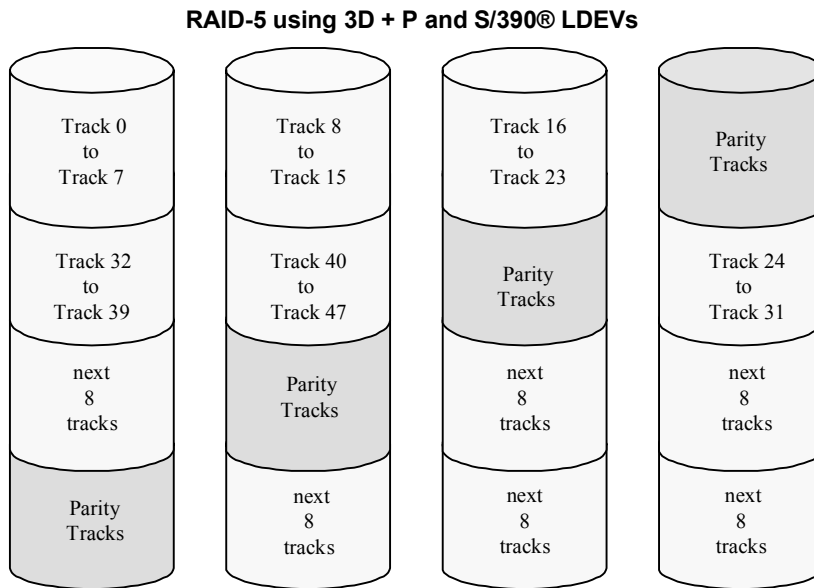 RAID-5 using 3D + P and S/390® LDEVs
Track 0
to
Track 7
Track 8
to
Track 15
Track 16
to
Track 23
Parity
Tracks
Track 32
to
Track 39
Track 40
to
Track 47
Parity
Tracks
Track 24
to
Track 31
next
8
tracks
Parity
Tracks
next
8
tracks
next
8
tracks
Parity
Tracks
next
8
tracks
next
8
tracks
next
8
tracks